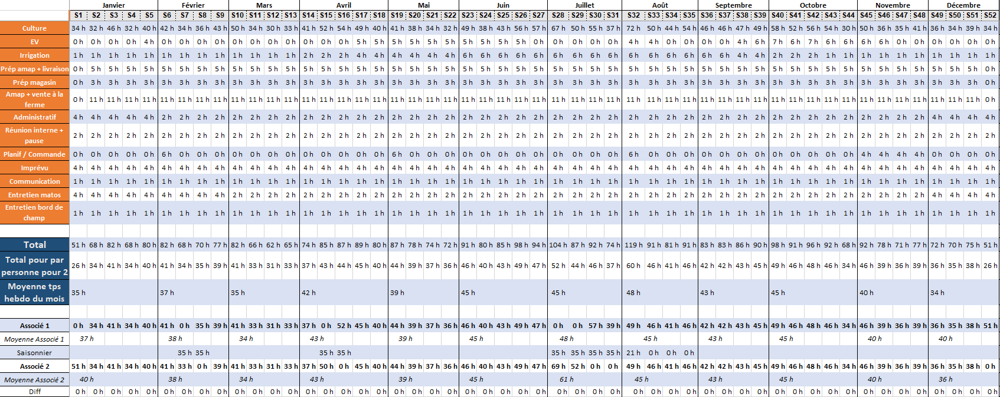 Janvier Février Mars Avril Mai Juin Juillet Août Septembre Octobre Novembre Décembre
S1 S2 S3 S4 S5 S6 S7 S8 S9 S10 S11 S12 S13 S14 S15 S16 S17 S18 S19 S20 S21 S22 S23 S24 S25 S26 S27 S28 S29 S30 S31 S32 S33 S34 S35 S36 S37 S38 S39 S40 S41 S42 S43 S44 S45 S46 S47 S48 S49 S50 S51 S52
Culture 34 h 32 h 46 h 32 h 40 h 42 h 34 h 36 h 43 h 50 h 34 h 30 h 33 h 41 h 52 h 54 h 49 h 40 h 41 h 38 h 34 h 32 h 49 h 38 h 43 h 56 h 57 h 67 h 50 h 55 h 37 h 72 h 50 h 44 h 54 h 46 h 46 h 47 h 49 h 58 h 52 h 56 h 54 h 30 h 50 h 36 h 35 h 41 h 36 h 34 h 39 h 34 h
EV 0 h 0 h 0 h 0 h 4 h 0 h 0 h 0 h 0 h 0 h 0 h 0 h 0 h 0 h 0 h 0 h 5 h 5 h 5 h 5 h 5 h 5 h 5 h 5 h 5 h 5 h 0 h 0 h 0 h 0 h 0 h 4 h 4 h 0 h 0 h 0 h 0 h 4 h 6 h 7 h 6 h 7 h 6 h 6 h 6 h 6 h 0 h 0 h 0 h 0 h 0 h 0 h
Irrigation 1 h 1 h 1 h 1 h 1 h 1 h 1 h 1 h 1 h 1 h 1 h 1 h 1 h 2 h 2 h 2 h 4 h 4 h 4 h 4 h 4 h 4 h 6 h 6 h 6 h 6 h 6 h 6 h 6 h 6 h 6 h 6 h 6 h 6 h 6 h 6 h 6 h 4 h 4 h 2 h 2 h 2 h 1 h 1 h 1 h 1 h 1 h 1 h 1 h 1 h 1 h 1 h
Prép amap + livraison 0 h 5 h 5 h 5 h 5 h 5 h 5 h 5 h 5 h 5 h 5 h 5 h 5 h 5 h 5 h 5 h 5 h 5 h 5 h 5 h 5 h 5 h 5 h 5 h 5 h 5 h 5 h 5 h 5 h 5 h 5 h 5 h 5 h 5 h 5 h 5 h 5 h 5 h 5 h 5 h 5 h 5 h 5 h 5 h 5 h 5 h 5 h 5 h 5 h 5 h 5 h 0 h
Prép magasin 0 h 3 h 3 h 3 h 3 h 3 h 3 h 3 h 3 h 3 h 3 h 3 h 3 h 3 h 3 h 3 h 3 h 3 h 3 h 3 h 3 h 3 h 3 h 3 h 3 h 3 h 3 h 3 h 3 h 3 h 3 h 3 h 3 h 3 h 3 h 3 h 3 h 3 h 3 h 3 h 3 h 3 h 3 h 3 h 3 h 3 h 3 h 3 h 3 h 3 h 3 h 0 h
Amap + vente à la
ferme 0 h 11 h 11 h 11 h 11 h 11 h 11 h 11 h 11 h 11 h 11 h 11 h 11 h 11 h 11 h 11 h 11 h 11 h 11 h 11 h 11 h 11 h 11 h 11 h 11 h 11 h 11 h 11 h 11 h 11 h 11 h 11 h 11 h 11 h 11 h 11 h 11 h 11 h 11 h 11 h 11 h 11 h 11 h 11 h 11 h 11 h 11 h 11 h 11 h 11 h 11 h 0 h
Administratif 4 h 4 h 4 h 4 h 4 h 2 h 2 h 2 h 2 h 2 h 2 h 2 h 2 h 2 h 2 h 2 h 2 h 2 h 2 h 2 h 2 h 2 h 2 h 2 h 2 h 2 h 2 h 2 h 2 h 2 h 2 h 2 h 2 h 2 h 2 h 2 h 2 h 2 h 2 h 2 h 2 h 2 h 2 h 2 h 2 h 2 h 2 h 2 h 4 h 4 h 4 h 4 h
Réunion interne +
pause 2 h 2 h 2 h 2 h 2 h 2 h 2 h 2 h 2 h 2 h 2 h 2 h 2 h 2 h 2 h 2 h 2 h 2 h 2 h 2 h 2 h 2 h 2 h 2 h 2 h 2 h 2 h 2 h 2 h 2 h 2 h 2 h 2 h 2 h 2 h 2 h 2 h 2 h 2 h 2 h 2 h 2 h 2 h 2 h 2 h 2 h 2 h 2 h 2 h 2 h 2 h 2 h
Planif / Commande 0 h 0 h 0 h 0 h 0 h 6 h 0 h 0 h 0 h 0 h 0 h 0 h 0 h 0 h 0 h 0 h 0 h 0 h 6 h 0 h 0 h 0 h 0 h 0 h 0 h 0 h 0 h 0 h 0 h 0 h 0 h 6 h 0 h 0 h 0 h 0 h 0 h 0 h 0 h 0 h 0 h 0 h 0 h 0 h 4 h 4 h 4 h 4 h 0 h 0 h 0 h 0 h
Imprévu 4 h 4 h 4 h 4 h 4 h 4 h 4 h 4 h 4 h 4 h 4 h 4 h 4 h 4 h 4 h 4 h 4 h 4 h 4 h 4 h 4 h 4 h 4 h 4 h 4 h 4 h 4 h 4 h 4 h 4 h 4 h 4 h 4 h 4 h 4 h 4 h 4 h 4 h 4 h 4 h 4 h 4 h 4 h 4 h 4 h 4 h 4 h 4 h 4 h 4 h 4 h 4 h
Communication 1 h 1 h 1 h 1 h 1 h 1 h 1 h 1 h 1 h 1 h 1 h 1 h 1 h 1 h 1 h 1 h 1 h 1 h 1 h 1 h 1 h 1 h 1 h 1 h 1 h 1 h 1 h 1 h 1 h 1 h 1 h 1 h 1 h 1 h 1 h 1 h 1 h 1 h 1 h 1 h 1 h 1 h 1 h 1 h 1 h 1 h 1 h 1 h 1 h 1 h 1 h 1 h
Entretien matos 4 h 4 h 4 h 4 h 4 h 4 h 4 h 4 h 4 h 2 h 2 h 2 h 2 h 2 h 2 h 2 h 2 h 2 h 2 h 2 h 2 h 2 h 2 h 2 h 2 h 2 h 2 h 2 h 2 h 2 h 2 h 2 h 2 h 2 h 2 h 2 h 2 h 2 h 2 h 2 h 2 h 2 h 2 h 2 h 2 h 2 h 2 h 2 h 4 h 4 h 4 h 4 h
Entretien bord de
champ 1 h 1 h 1 h 1 h 1 h 1 h 1 h 1 h 1 h 1 h 1 h 1 h 1 h 1 h 1 h 1 h 1 h 1 h 1 h 1 h 1 h 1 h 1 h 1 h 1 h 1 h 1 h 1 h 1 h 1 h 1 h 1 h 1 h 1 h 1 h 1 h 1 h 1 h 1 h 1 h 1 h 1 h 1 h 1 h 1 h 1 h 1 h 1 h 1 h 1 h 1 h 1 h
Total 51 h 68 h 82 h 68 h 80 h 82 h 68 h 70 h 77 h 82 h 66 h 62 h 65 h 74 h 85 h 87 h 89 h 80 h 87 h 78 h 74 h 72 h 91 h 80 h 85 h 98 h 94 h 104 h 87 h 92 h 74 h 119 h 91 h 81 h 91 h 83 h 83 h 86 h 90 h 98 h 91 h 96 h 92 h 68 h 92 h 78 h 71 h 77 h 72 h 70 h 75 h 51 h
Total pour par
personne pour 2 26 h 34 h 41 h 34 h 40 h 41 h 34 h 35 h 39 h 41 h 33 h 31 h 33 h 37 h 43 h 44 h 45 h 40 h 44 h 39 h 37 h 36 h 46 h 40 h 43 h 49 h 47 h 52 h 44 h 46 h 37 h 60 h 46 h 41 h 46 h 42 h 42 h 43 h 45 h 49 h 46 h 48 h 46 h 34 h 46 h 39 h 36 h 39 h 36 h 35 h 38 h 26 h
Moyenne tps
hebdo du mois 35 h 37 h 35 h 42 h 39 h 45 h 45 h 48 h 43 h 45 h 40 h 34 h
Associé 1 0 h 34 h 41 h 34 h 40 h 41 h 0 h 35 h 39 h 41 h 33 h 31 h 33 h 37 h 0 h 52 h 45 h 40 h 44 h 39 h 37 h 36 h 46 h 40 h 43 h 49 h 47 h 0 h 0 h 57 h 39 h 49 h 46 h 41 h 46 h 42 h 42 h 43 h 45 h 49 h 46 h 48 h 46 h 34 h 46 h 39 h 36 h 39 h 36 h 35 h 38 h 51 h
Moyenne Associé 1 37 h 38 h 34 h 43 h 39 h 45 h 48 h 45 h 43 h 45 h 40 h 40 h
Saisonnier 35 h 35 h 35 h 35 h 35 h 35 h 35 h 35 h 21 h 0 h 0 h 0 h
Associé 2 51 h 34 h 41 h 34 h 40 h 41 h 33 h 0 h 39 h 41 h 33 h 31 h 33 h 37 h 50 h 0 h 45 h 40 h 44 h 39 h 37 h 36 h 46 h 40 h 43 h 49 h 47 h 69 h 52 h 0 h 0 h 49 h 46 h 41 h 46 h 42 h 42 h 43 h 45 h 49 h 46 h 48 h 46 h 34 h 46 h 39 h 36 h 39 h 36 h 35 h 38 h 0 h
Moyenne Associé 2 40 h 38 h 34 h 43 h 39 h 45 h 61 h 45 h 43 h 45 h 40 h 36 h
Diff 0 h 0 h 0 h 0 h 0 h 0 h 0 h 0 h 0 h 0 h 0 h 0 h 0 h 0 h 0 h 0 h 0 h 0 h 0 h 0 h 0 h 0 h 0 h 0 h 0 h 0 h 0 h 0 h 0 h 0 h 0 h 0 h 0 h 0 h 0 h 0 h 0 h 0 h 0 h 0 h 0 h 0 h 0 h 0 h 0 h 0 h 0 h 0 h 0 h 0 h 0 h 0 h